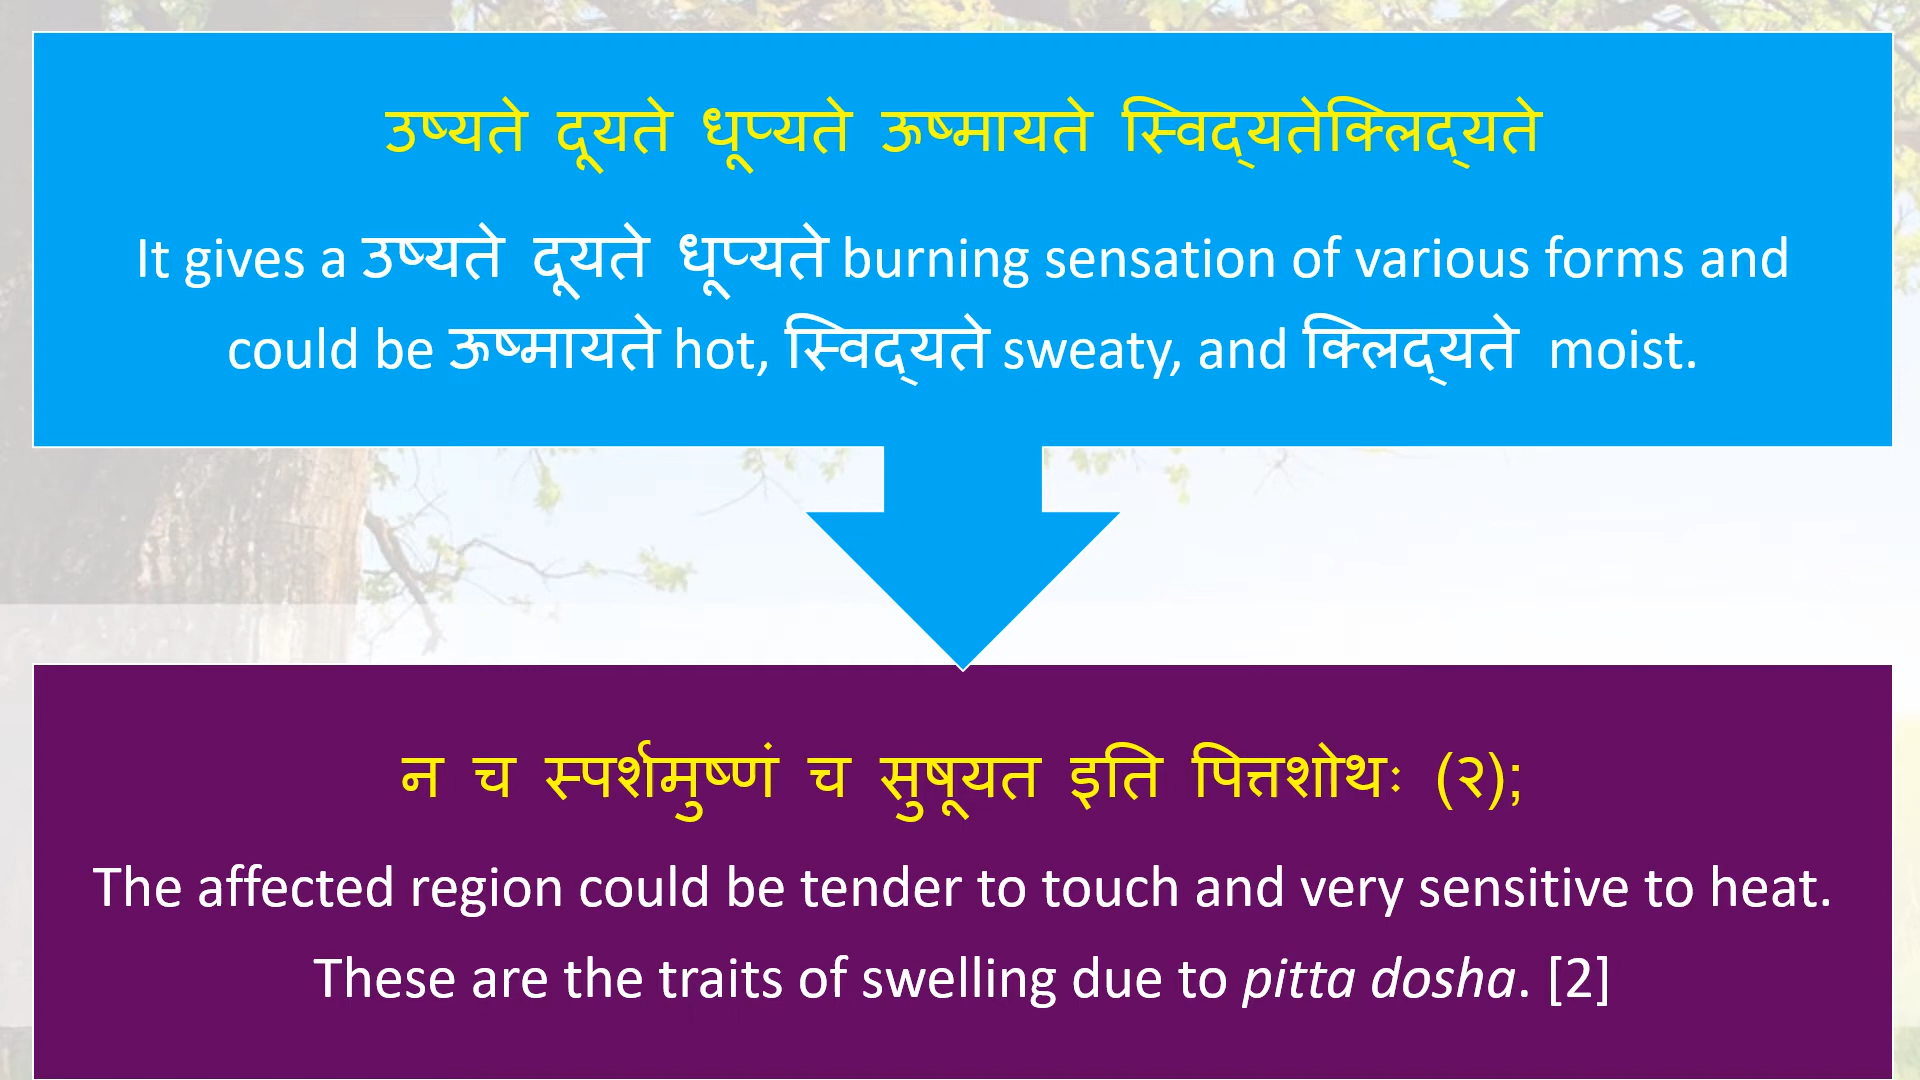 उष्यते दूयते धूप्यते ऊष्मायते स्विद्यतेक्लिद्यते
It gives a उष्यते दूयते धूप्यते burning sensation of various forms and
could be ऊष्मायते hot, स्विद्यते sweaty, and क्लिद्यते moist.
न च स्पर्शमुष्णं च सुषूयत इति पित्तशोथः (२);
The affected region could be tender to touch and very sensitive to heat.
These are the traits of swelling due to pitta dosha. [2]